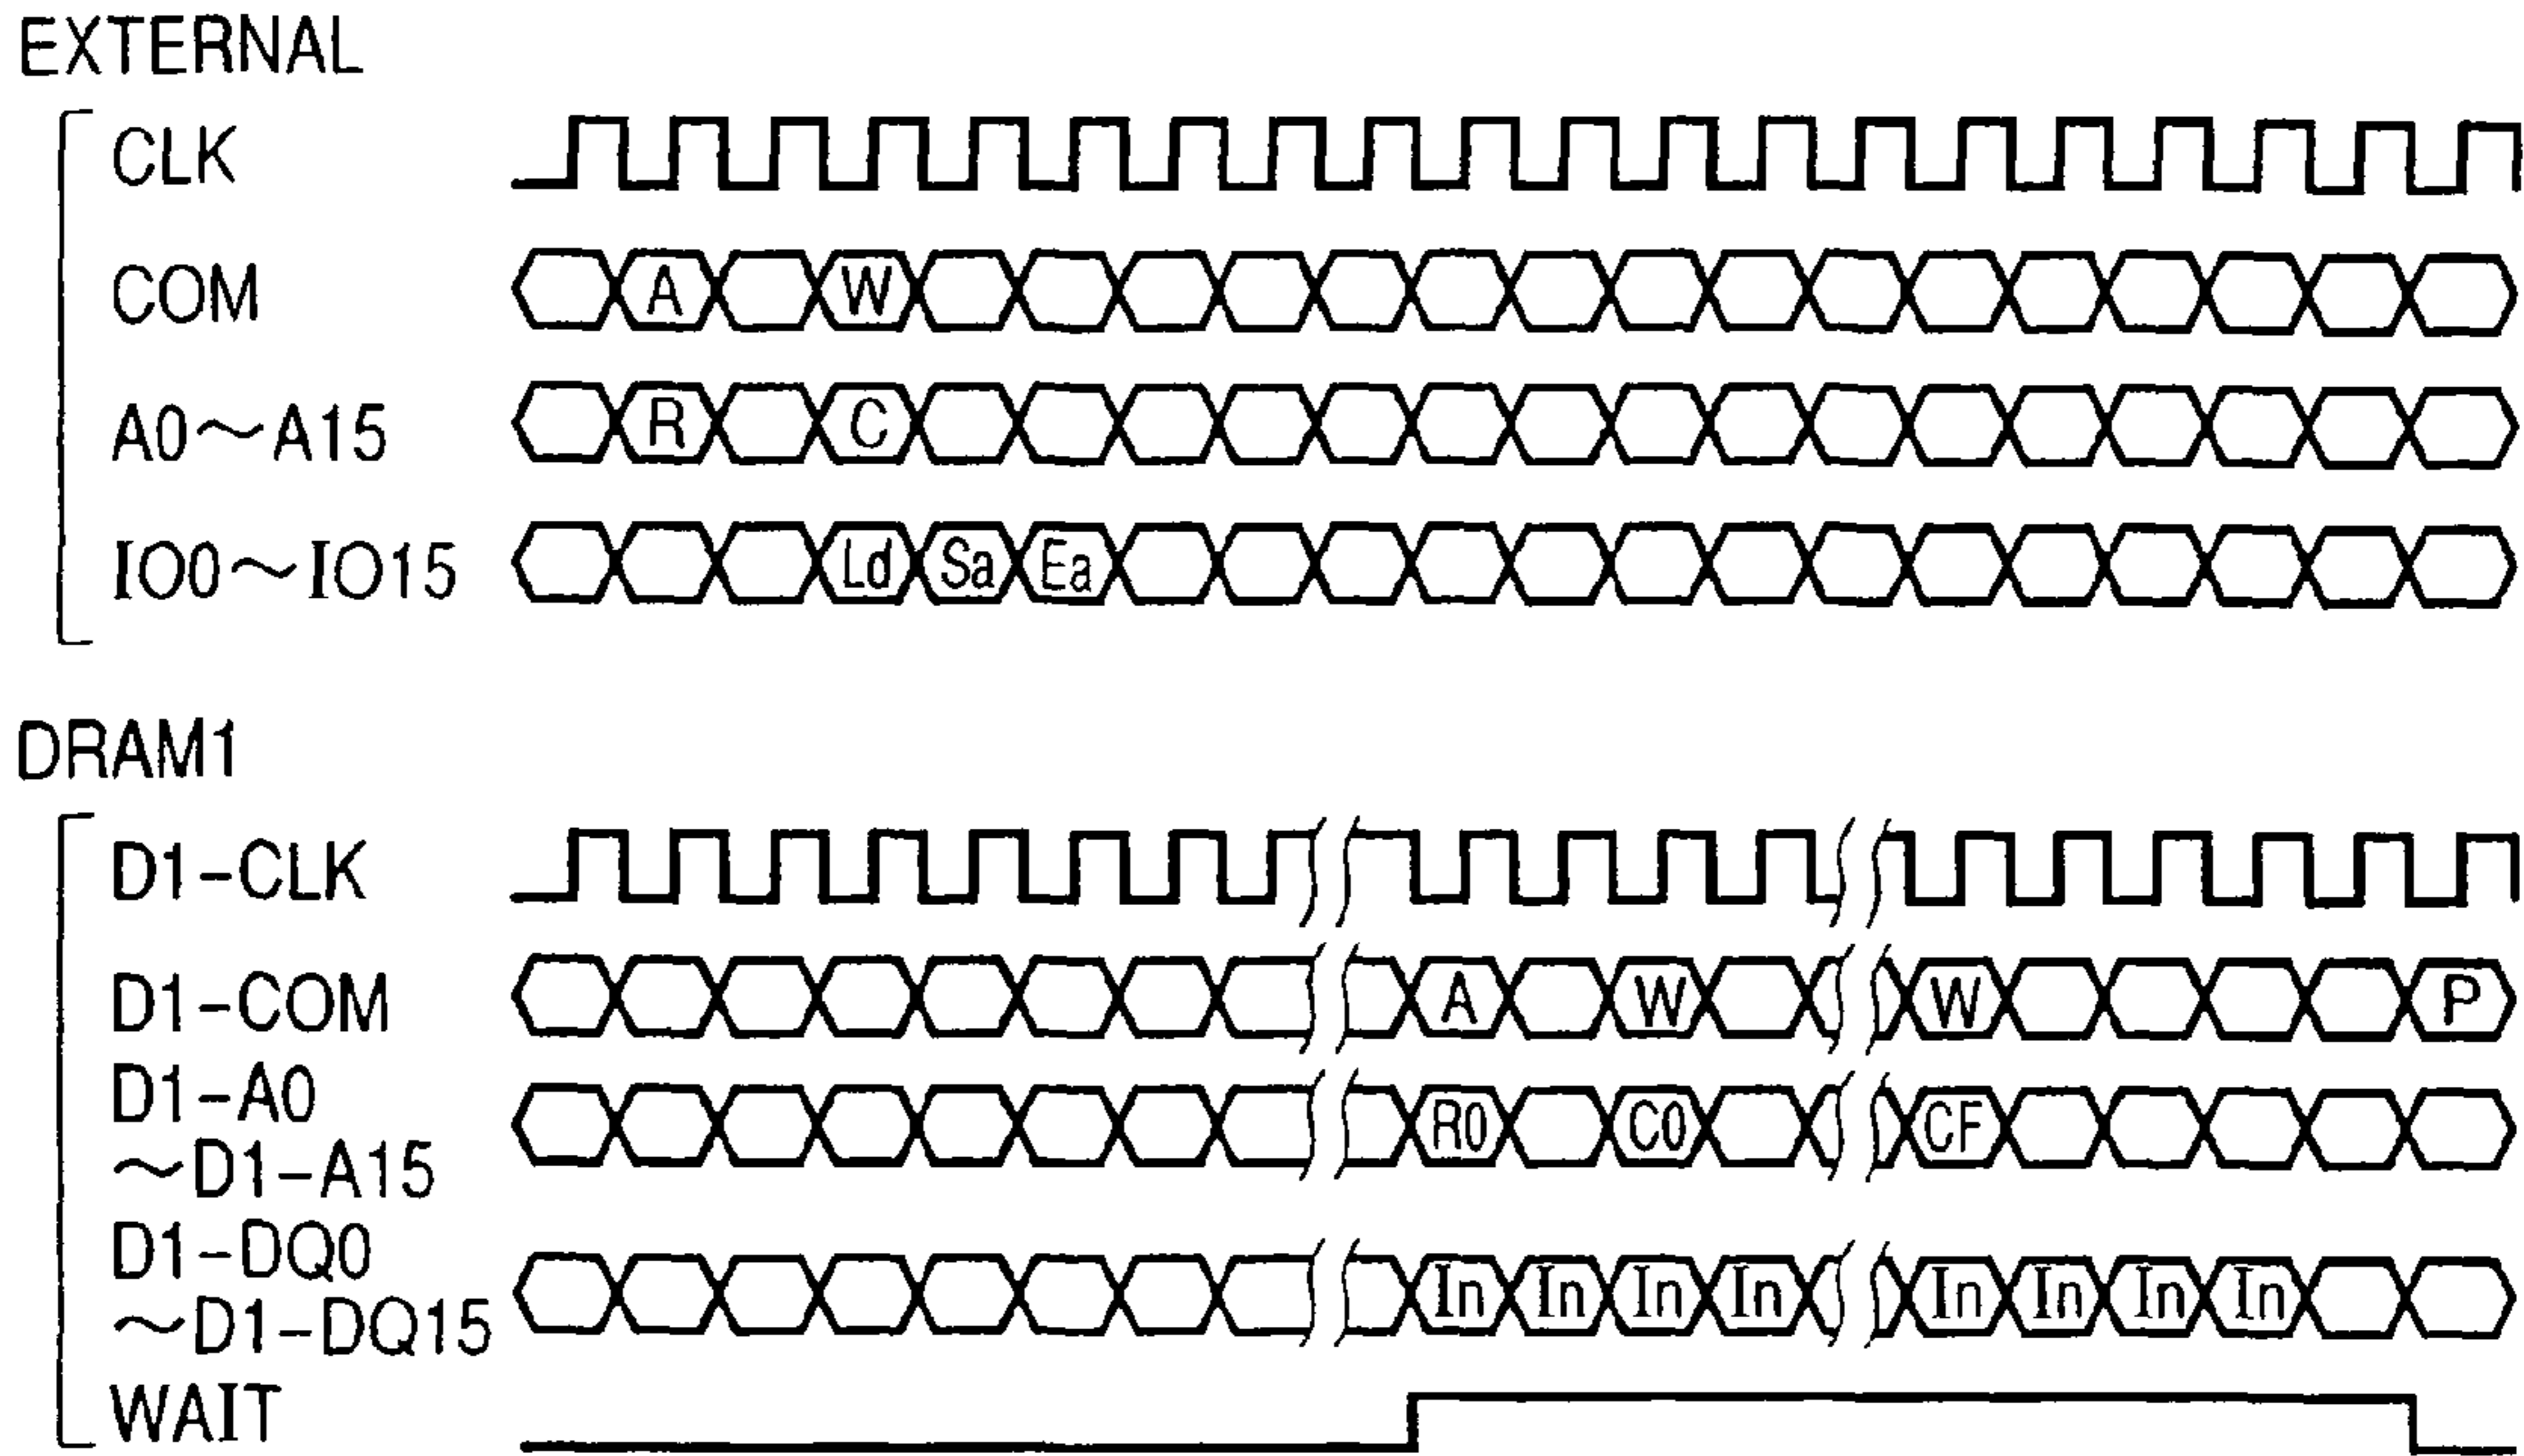 EXTERNAL
CLK
COM A W
A0～A15 R C
IO0～IO15 Ld Sa Ea
DRAM1
D1-CLK
D1-COM A W W P
D1-A0
～D1-A15 R0 C0 CF
D1-DQ0
～D1-DQ15 In In In In In In In In
WAIT